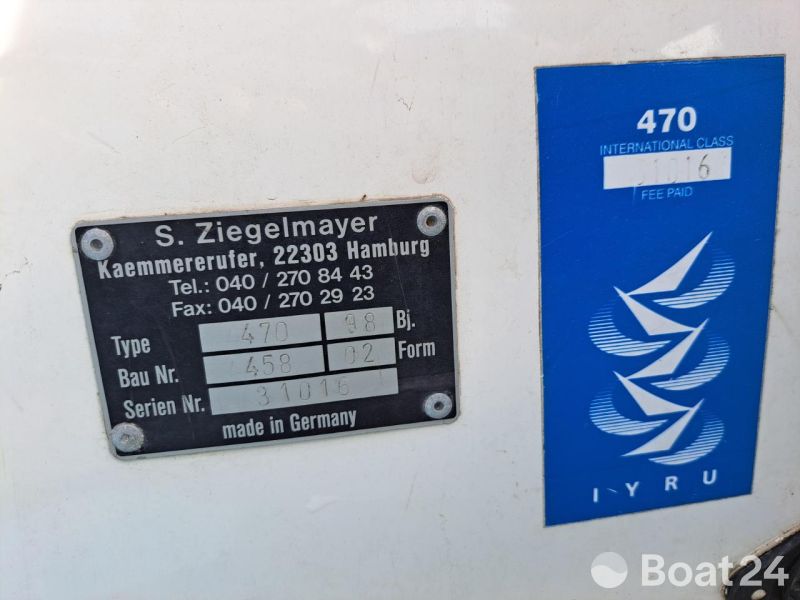 S. Ziegelmayer
Kaemmererufer, 22303 Hamburg
Tel.: 040 / 270 84 43
Fax: 040 / 270 29 23
Type 470 98 Bj.
Bau Nr. 458 02 Form
Serien Nr. 31016
made in Germany
470
INTERNATIONAL CLASS
31016
FEE PAID
IYRU
Boat24